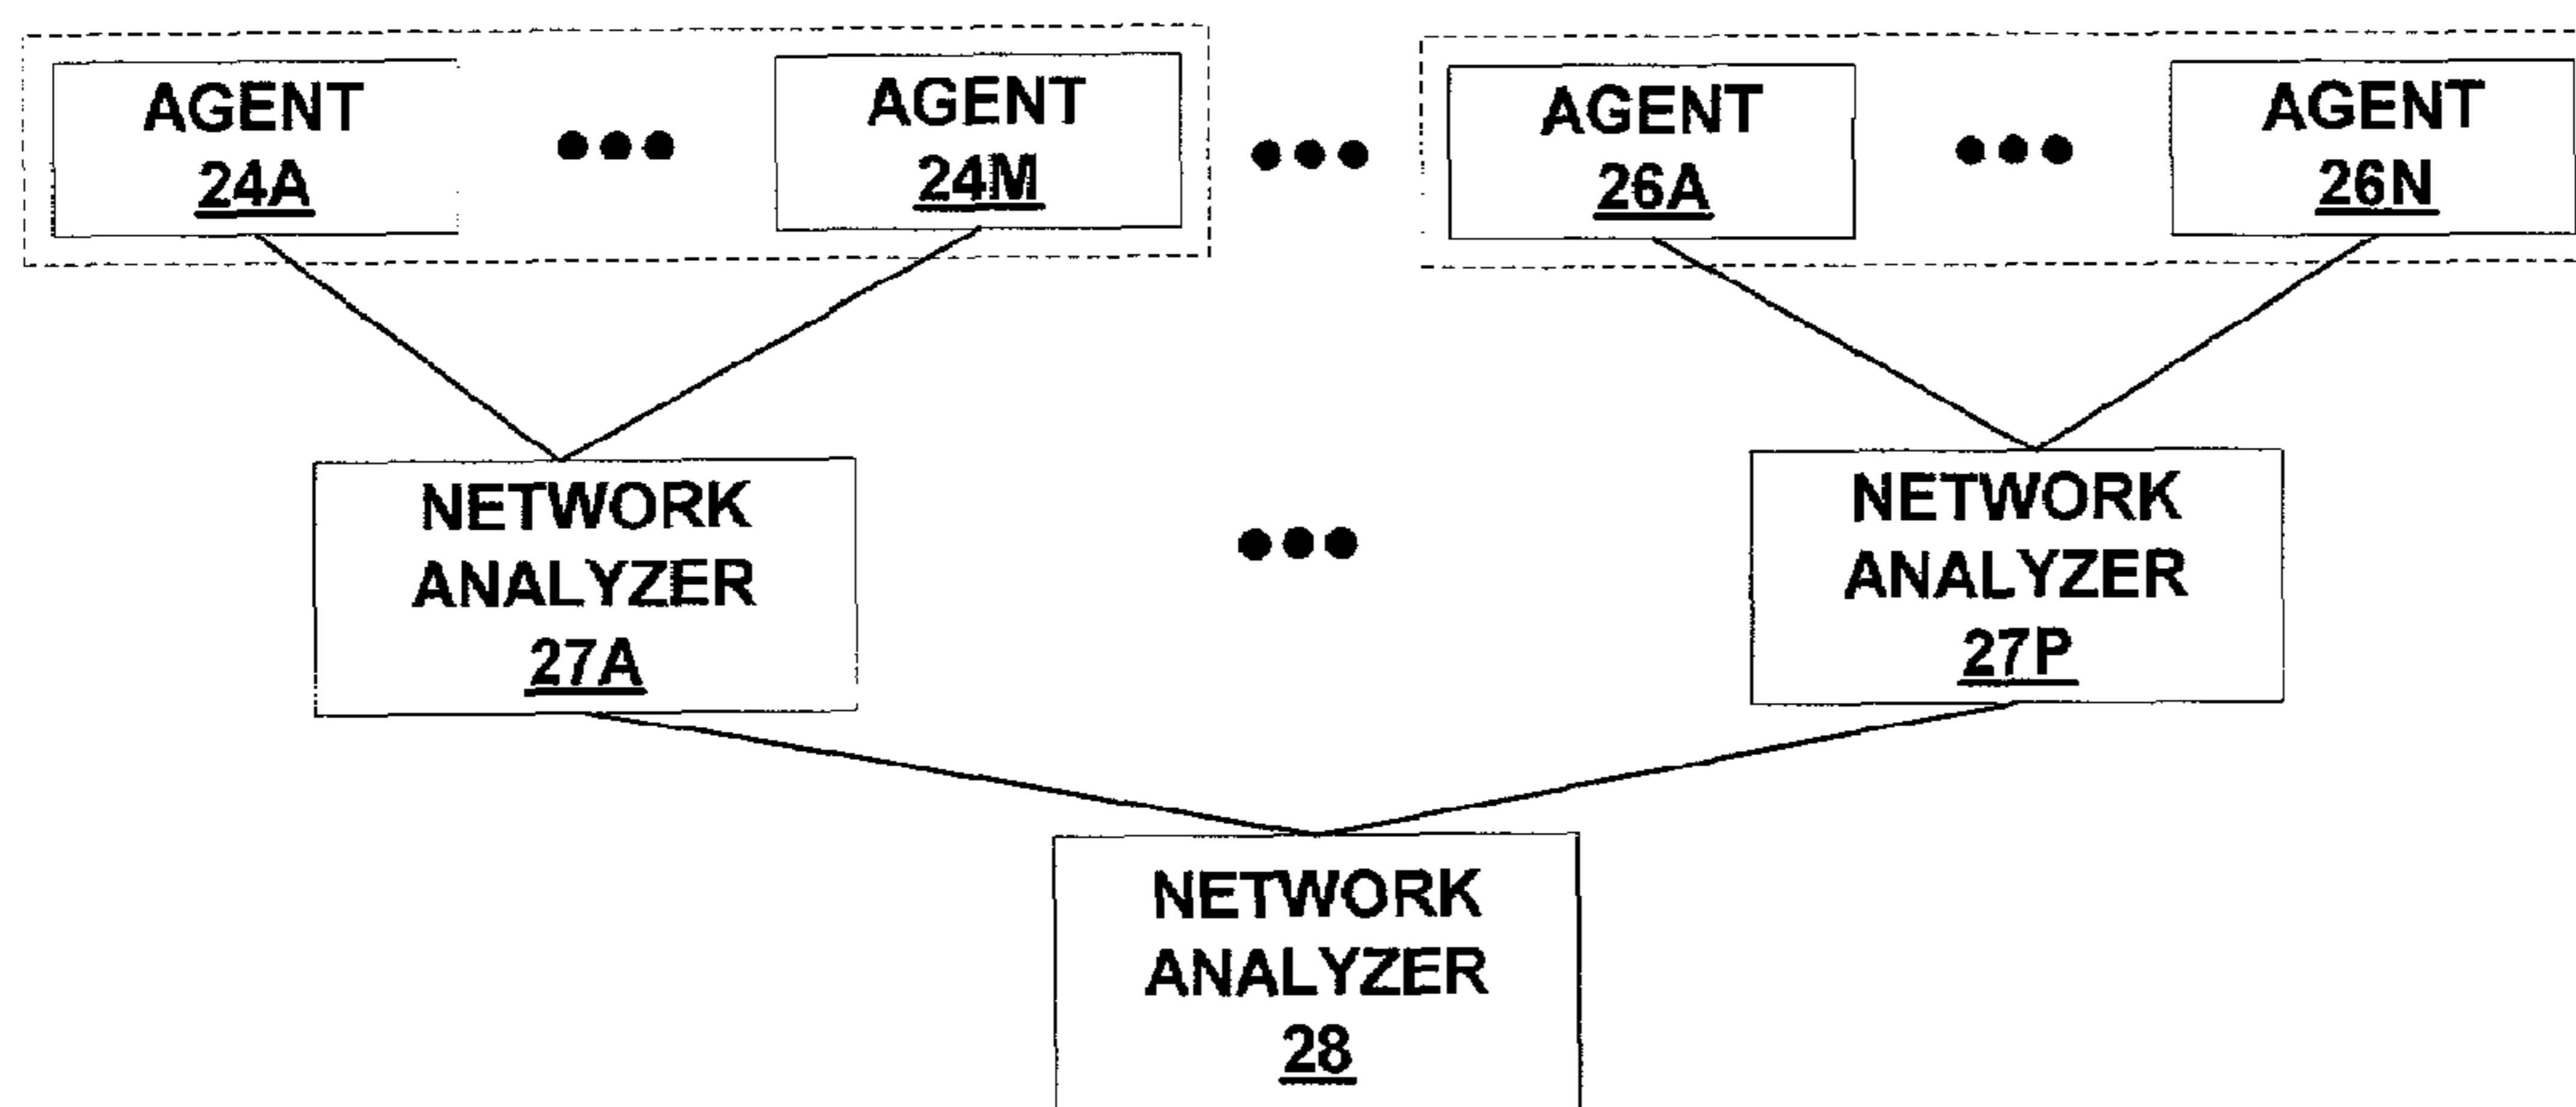 AGENT
24A
AGENT
24M
AGENT
26A
AGENT
26N
NETWORK
ANALYZER
27A
NETWORK
ANALYZER
27P
NETWORK
ANALYZER
28